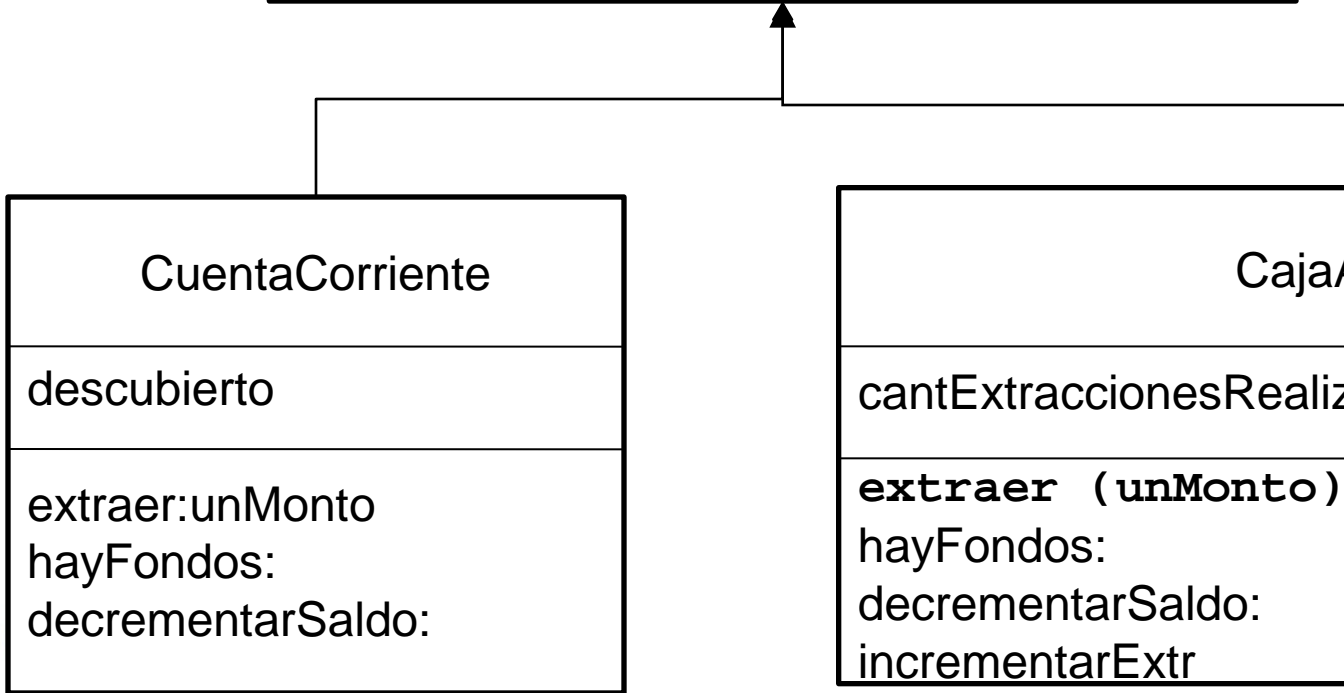 CuentaCorriente
descubierto
extraer:unMonto
hayFondos:
decrementarSaldo:
extraer (unMonto)
hayFondos:
decrementarSaldo:
incrementarExtr